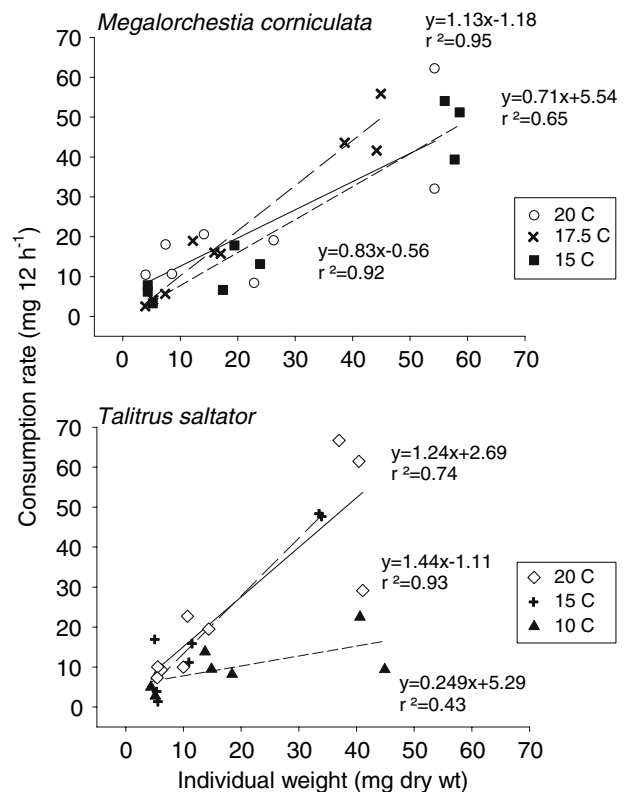 Megalorchestia corniculata
y=1.13x-1.18
r ²=0.95
y=0.71x+5.54
r ²=0.65
y=0.83x-0.56
r ²=0.92
20 C
17.5 C
15 C
70
60
50
40
30
20
10
0
0 10 20 30 40 50 60 70
Consumption rate (mg 12 h-1)
Talitrus saltator
y=1.24x+2.69
r ²=0.74
y=1.44x-1.11
r ²=0.93
y=0.249x+5.29
r ²=0.43
20 C
15 C
10 C
70
60
50
40
30
20
10
0
0 10 20 30 40 50 60 70
Individual weight (mg dry wt)